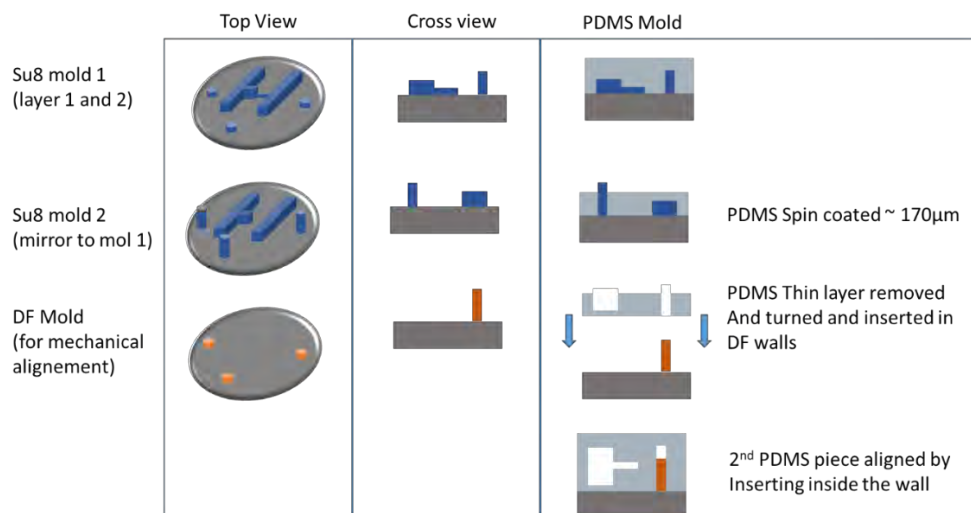 Top View
Cross view
PDMS Mold
Su8 mold 1
(layer 1 and 2)
Su8 mold 2
(mirror to mol 1)
PDMS Spin coated ~ 170μm
DF Mold
(for mechanical
alignement)
PDMS Thin layer removed
And turned and inserted in
DF walls
2nd PDMS piece aligned by
Inserting inside the wall